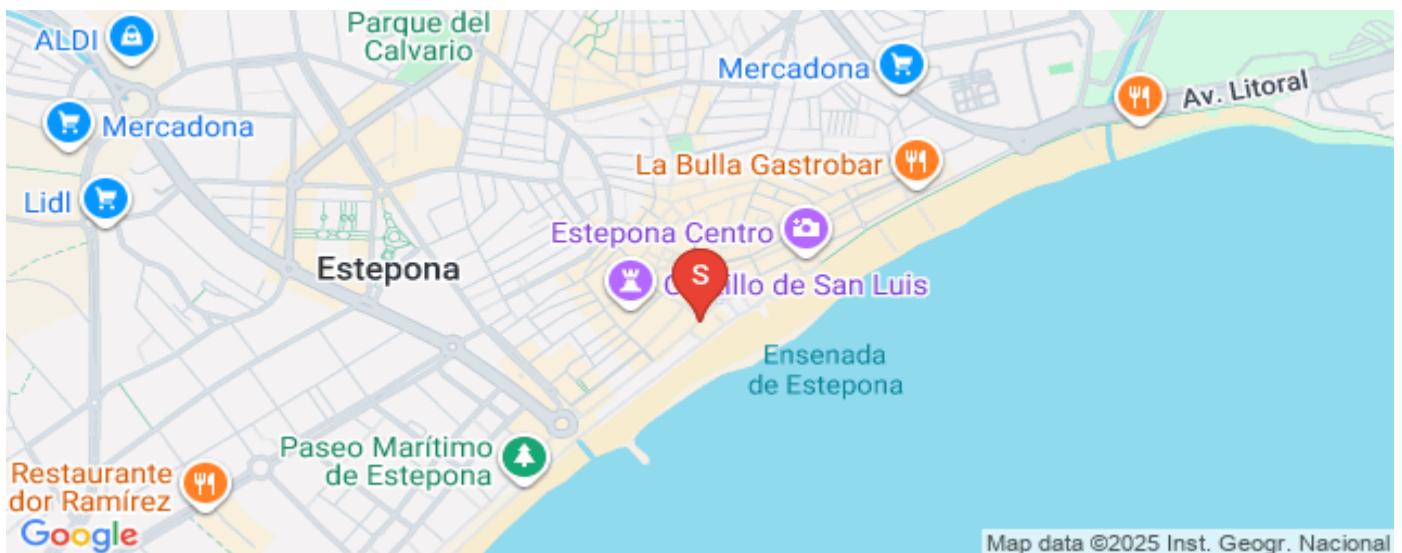 Parque del
Calvario
ALDI
Mercadona
Mercadona
Av. Litoral
La Bulla Gastrobar
Lidl
Estepona Centro
Estepona
S
illo de San Luis
Ensenada
de Estepona
Paseo Marítimo
de Estepona
Restaurante
dor Ramírez
Google
Map data ©2025 Inst. Geogr. Nacional